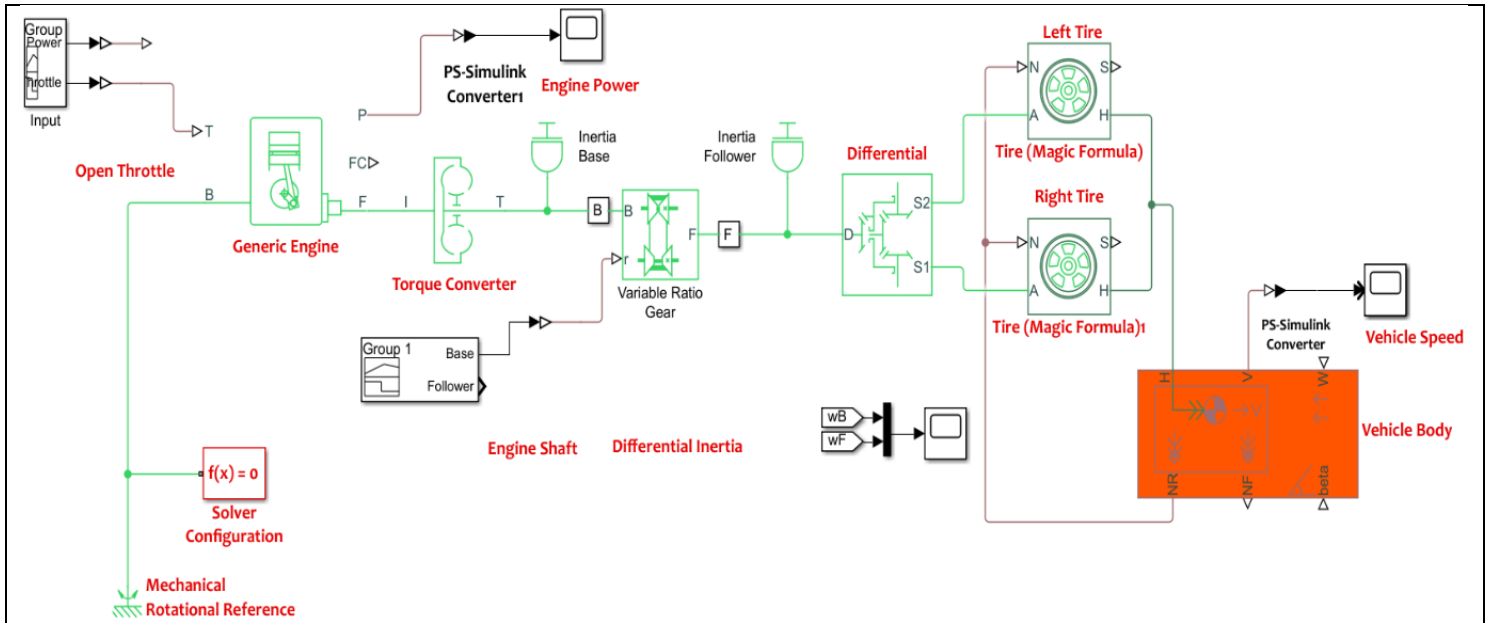 Group
Power
Throttle
Input
Open Throttle
T
B
P
FC
F
Generic Engine
PS-Simulink
Converter1
Engine Power
I
T
Torque Converter
Inertia
Base
B
B
F
r
Variable Ratio
Gear
F
Inertia
Follower
Group 1
Base
Follower
Differential
D
S2
S1
Left Tire
N
S
A
H
Tire (Magic Formula)
Right Tire
N
S
A
H
Tire (Magic Formula)1
PS-Simulink
Converter
Vehicle Speed
H
V
W
V
NR
NF
beta
Vehicle Body
wB
wF
Engine Shaft
Differential Inertia
f(x) = 0
Solver
Configuration
Mechanical
Rotational Reference